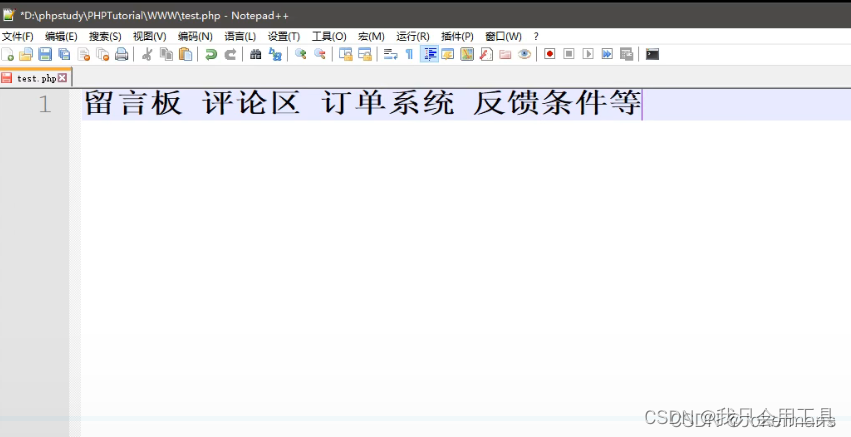 *D:\phpstudy\PHPTutorial\WWW\test.php - Notepad++
文件(F) 编辑(E) 搜索(S) 视图(V) 编码(N) 语言(L) 设置(T) 工具(O) 宏(M) 运行(R) 插件(P) 窗口(W) ?
test.php
1 留言板 评论区 订单系统 反馈条件等
CSDN @我只会用工具